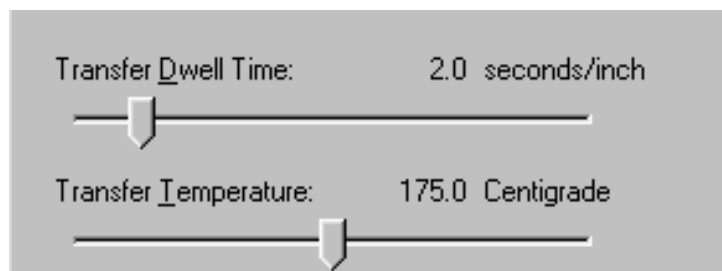 Transfer Dwell Time: 2.0 seconds/inch
Transfer Temperature: 175.0 Centigrade